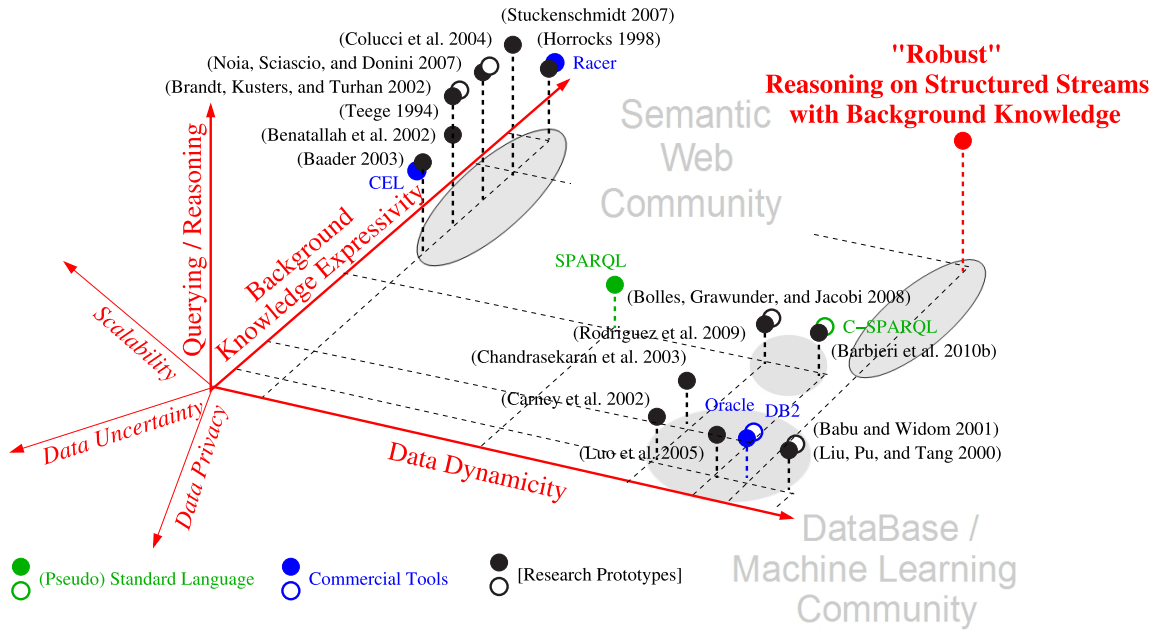 (Stuckenschmidt 2007)
(Colucci et al. 2004)
(Horrocks 1998)
(Noia, Sciascio, and Donini 2007)
Racer
(Brandt, Kusters, and Turhan 2002)
(Teege 1994)
(Benatallah et al. 2002)
(Baader 2003)
CEL
"Robust"
Reasoning on Structured Streams
with Background Knowledge
Semantic
Web
Community
Querying / Reasoning
Background
Knowledge Expressivity
Scalability
Data Uncertainty
Data Privacy
Data Dynamicity
SPARQL
(Bolles, Grawunder, and Jacobi 2008)
(Rodriguez et al. 2009)
C-SPARQL
(Barbjeri et al. 2010b)
(Chandrasekaran et al. 2003)
(Carney et al. 2002)
Oracle
DB2
(Luo et al. 2005)
(Babu and Widom 2001)
(Liu, Pu, and Tang 2000)
DataBase /
Machine Learning
Community
(Pseudo) Standard Language
Commercial Tools
[Research Prototypes]